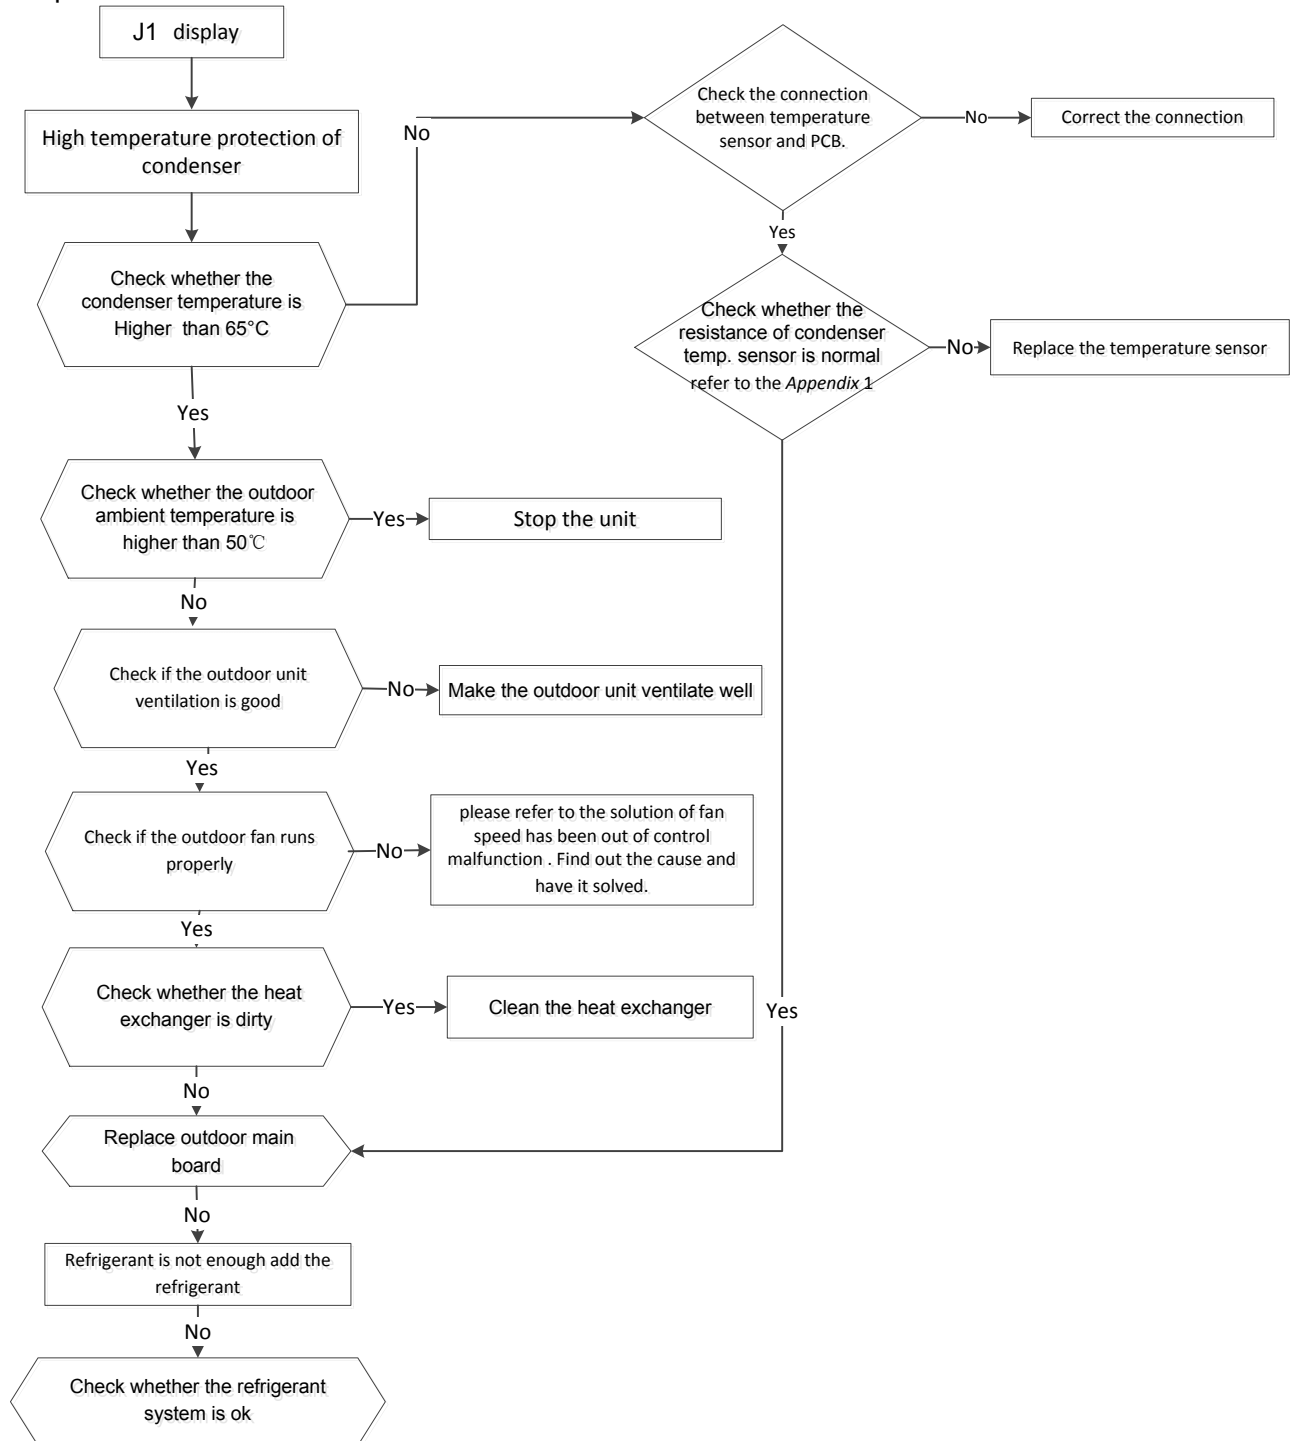 J1 display
High temperature protection of
condenser
Check whether the
condenser temperature is
Higher than 65°C
No
Check the connection
between temperature
sensor and PCB.
No
Correct the connection
Yes
Check whether the
resistance of condenser
temp. sensor is normal
refer to the Appendix 1
No
Replace the temperature sensor
Yes
Yes
Check whether the outdoor
ambient temperature is
higher than 50℃
Yes
Stop the unit
No
Check if the outdoor unit
ventilation is good
No
Make the outdoor unit ventilate well
Yes
Check if the outdoor fan runs
properly
No
please refer to the solution of fan
speed has been out of control
malfunction . Find out the cause and
have it solved.
Yes
Check whether the heat
exchanger is dirty
Yes
Clean the heat exchanger
No
Replace outdoor main
board
No
Refrigerant is not enough add the
refrigerant
No
Check whether the refrigerant
system is ok